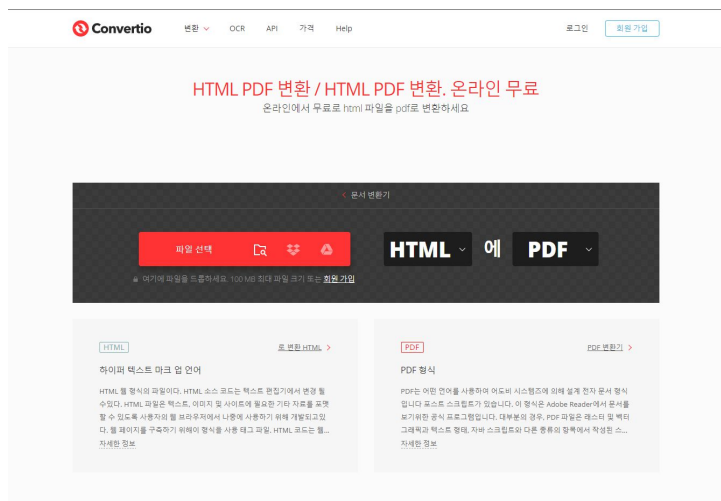 Convertio
변환
OCR
API
가격
Help
로그인
회원 가입
HTML PDF 변환 / HTML PDF 변환. 온라인 무료
온라인에서 무료로 html 파일을 pdf로 변환하세요
문서 변환기
파일 선택
HTML 에 PDF
여기에 파일을 드롭하세요. 100 MB 최대 파일 크기 또는 회원 가입
HTML
로 변환 HTML
하이퍼 텍스트 마크 업 언어
HTML 웹 형식의 파일이다. HTML 소스 코드는 텍스트 편집기에서 변경 될
수있다. HTML 파일은 텍스트, 이미지 및 사이트에 필요한 기타 자료를 포맷
할 수 있도록 사용자의 웹 브라우저에서 나중에 사용하기 위해 개발되고있
다. 웹 페이지를 구축하기 위해이 형식을 사용 태그 파일. HTML 코드는 웹...
자세한 정보
PDF
PDF 변환기
PDF 형식
PDF는 어떤 언어를 사용하여 어도비 시스템즈에 의해 설계 전자 문서 형식
입니다 포스트 스크립트가 있습니다. 이 형식은 Adobe Reader에서 문서를
보기위한 공식 프로그램입니다. 대부분의 경우, PDF 파일은 래스터 및 벡터
그래픽과 텍스트 형태, 자바 스크립트와 다른 종류의 항목에서 작성된 스...
자세한 정보